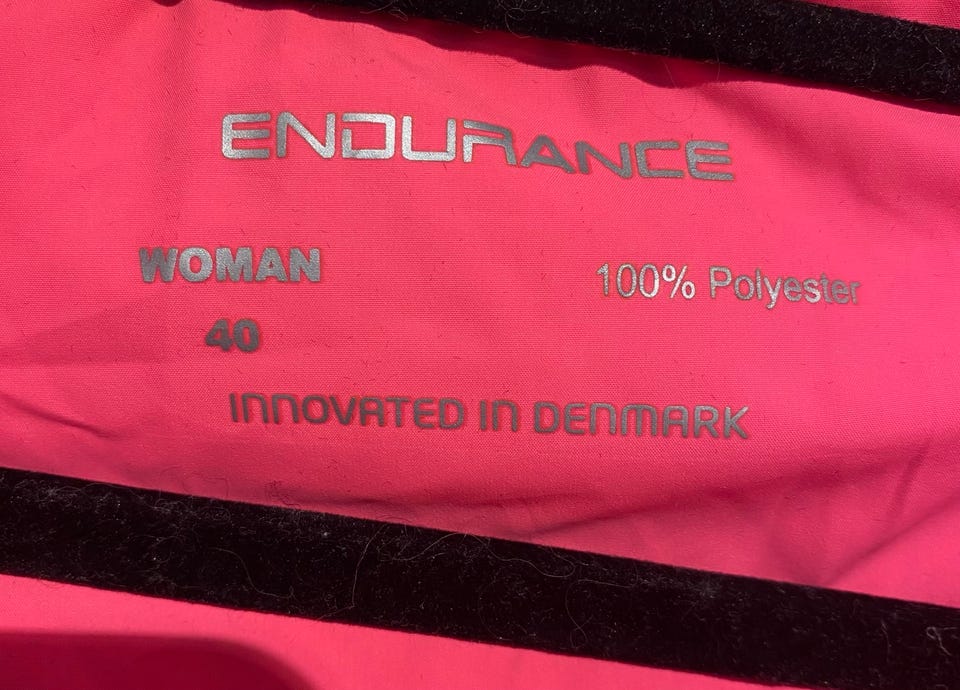 ENDURANCE
WOMAN
100% Polyester
40
INNOVATED IN DENMARK